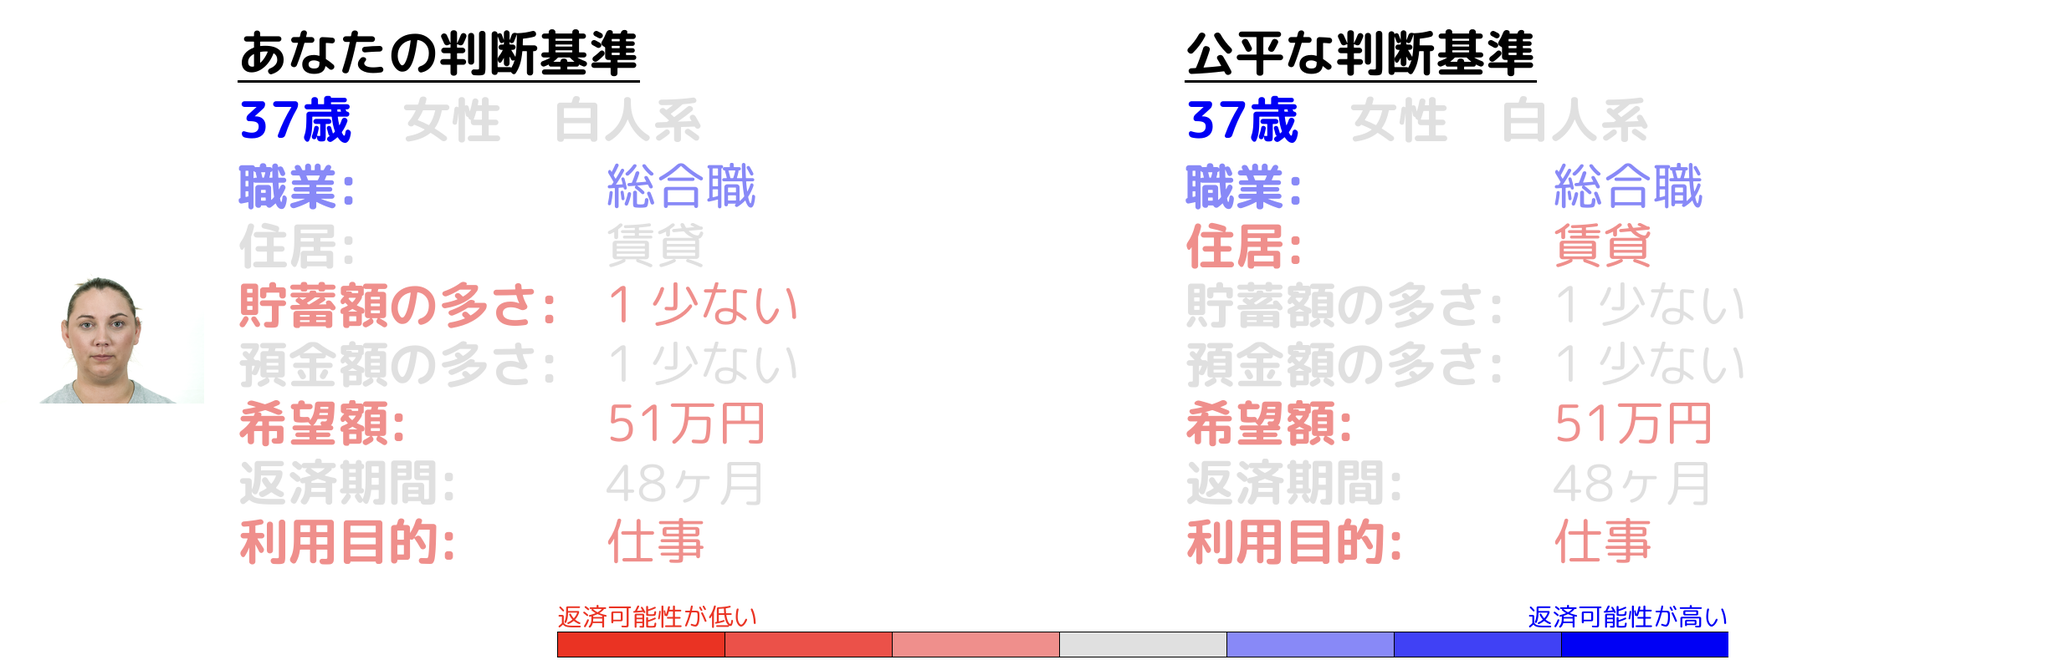 あなたの判断基準
37歳 女性 白人系
職業: 総合職
住居: 賃貸
貯蓄額の多さ: 1 少ない
預金額の多さ: 1 少ない
希望額: 51万円
返済期間: 48ヶ月
利用目的: 仕事
公平な判断基準
37歳 女性 白人系
職業: 総合職
住居: 賃貸
貯蓄額の多さ: 1 少ない
預金額の多さ: 1 少ない
希望額: 51万円
返済期間: 48ヶ月
利用目的: 仕事
返済可能性が低い
返済可能性が高い